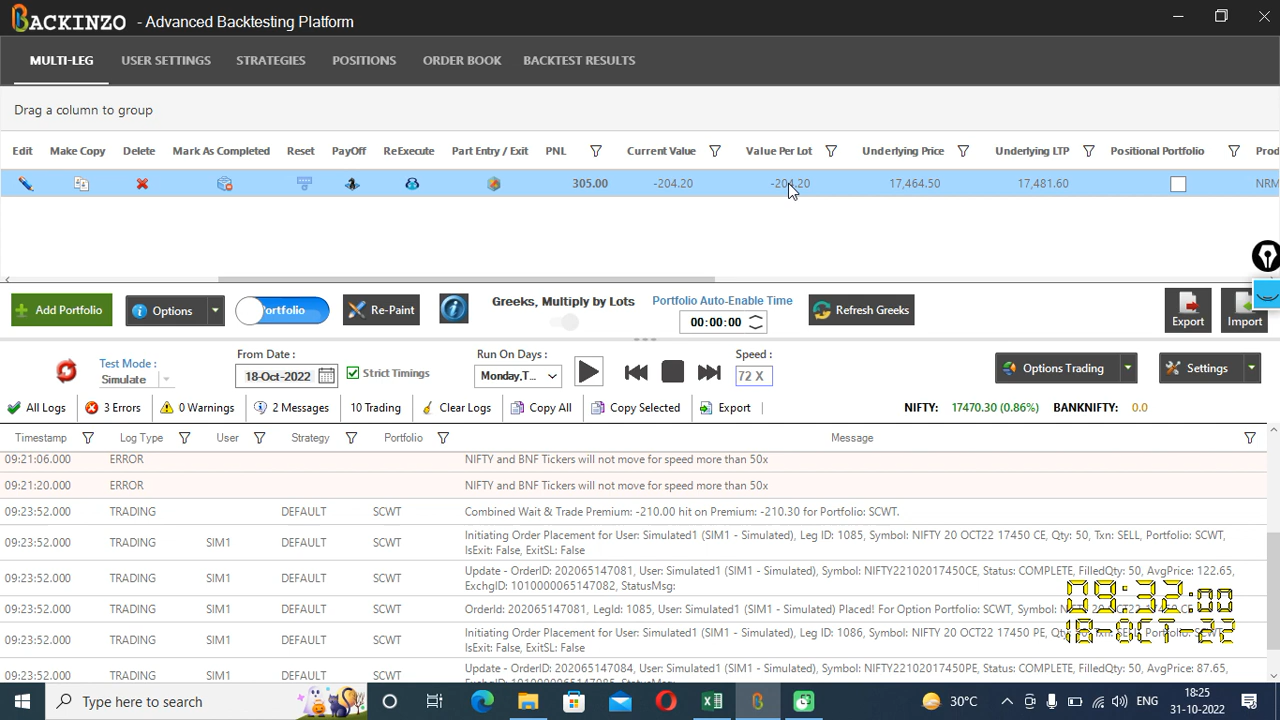 BACKINZO - Advanced Backtesting Platform
MULTI-LEG USER SETTINGS STRATEGIES POSITIONS ORDER BOOK BACKTEST RESULTS
Drag a column to group
Edit Make Copy Delete Mark As Completed Reset PayOff ReExecute Part Entry / Exit PNL Current Value Value Per Lot Underlying Price Underlying LTP Positional Portfolio Prod
305.00 -204.20 -204.20 17,464.50 17,481.60 NRM
Add Portfolio Options Portfolio Re-Paint Greeks, Multiply by Lots Portfolio Auto-Enable Time Refresh Greeks Export Import
00:00:00
Test Mode : From Date : Run On Days : Speed :
Simulate 18-Oct-2022 Strict Timings Monday,T... 72 X Options Trading Settings
All Logs 3 Errors 0 Warnings 2 Messages 10 Trading Clear Logs Copy All Copy Selected Export NIFTY: 17470.30 (0.86%) BANKNIFTY: 0.0
Timestamp Log Type User Strategy Portfolio Message
09:21:06.000 ERROR NIFTY and BNF Tickers will not move for speed more than 50x
09:21:20.000 ERROR NIFTY and BNF Tickers will not move for speed more than 50x
09:23:52.000 TRADING DEFAULT SCWT Combined Wait & Trade Premium: -210.00 hit on Premium: -210.30 for Portfolio: SCWT.
09:23:52.000 TRADING SIM1 DEFAULT SCWT Initiating Order Placement for User: Simulated1 (SIM1 - Simulated), Leg ID: 1085, Symbol: NIFTY 20 OCT22 17450 CE, Qty: 50, Txn: SELL, Portfolio: SCWT,
IsExit: False, ExitSL: False
09:23:52.000 TRADING SIM1 DEFAULT SCWT Update - OrderID: 202065147081, User: Simulated1 (SIM1 - Simulated), Symbol: NIFTY22102017450CE, Status: COMPLETE, FilledQty: 50, AvgPrice: 122.65,
ExchgID: 1010000065147082, StatusMsg:
09:23:52.000 TRADING SIM1 DEFAULT SCWT OrderId: 202065147081, LegId: 1085, User: Simulated1 (SIM1 - Simulated) Placed! For Option Portfolio: SCWT, Symbol: NIFTY 20 OCT22 17450 CE
09:23:52.000 TRADING SIM1 DEFAULT SCWT Initiating Order Placement for User: Simulated1 (SIM1 - Simulated), Leg ID: 1086, Symbol: NIFTY 20 OCT22 17450 PE, Qty: 50, Txn: SELL, Portfolio: SCWT,
IsExit: False, ExitSL: False
09:23:52.000 TRADING SIM1 DEFAULT SCWT Update - OrderID: 202065147084, User: Simulated1 (SIM1 - Simulated), Symbol: NIFTY22102017450PE, Status: COMPLETE, FilledQty: 50, AvgPrice: 87.65,
09:32:00
18-OCT-22
Type here to search 30°C ENG 18:25
31-10-2022